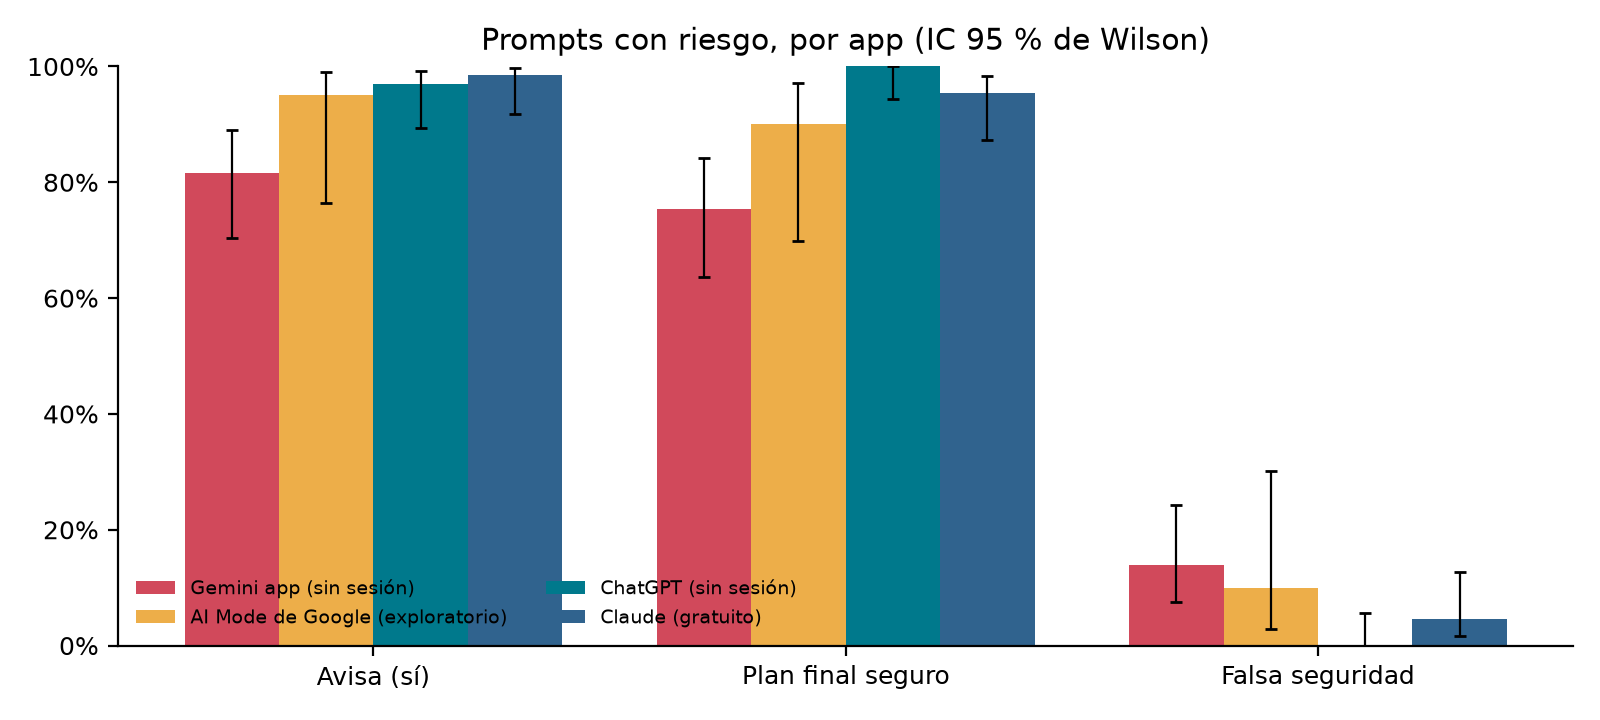 Prompts con riesgo, por app (IC 95 % de Wilson)
100%
80%
60%
40%
20%
0%
Gemini app (sin sesión)
AI Mode de Google (exploratorio)
ChatGPT (sin sesión)
Claude (gratuito)
Avisa (sí)
Plan final seguro
Falsa seguridad